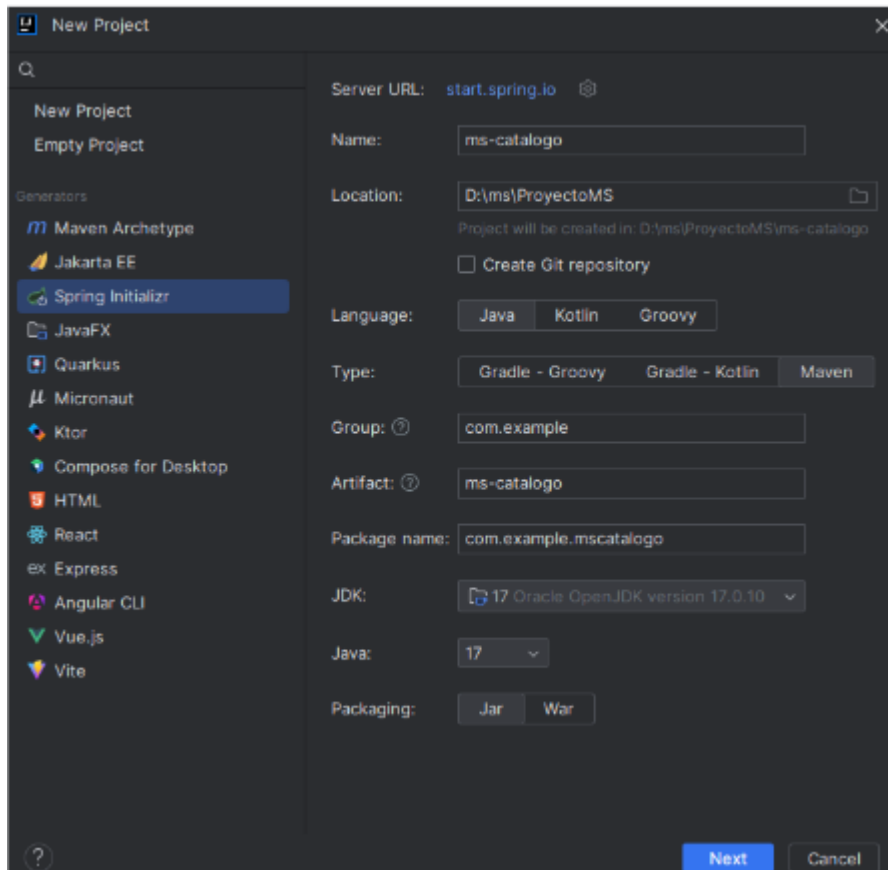 New Project
New Project
Empty Project
Generators
Maven Archetype
Jakarta EE
Spring Initializr
JavaFX
Quarkus
μ Micronaut
Ktor
Compose for Desktop
HTML
React
ex Express
Angular CLI
Vue.js
Vite
Server URL: start.spring.io
Name: ms-catalogo
Location: D:\ms\ProyectoMS
Project will be created in: D:\ms\ProyectoMS\ms-catalogo
Create Git repository
Language: Java Kotlin Groovy
Type: Gradle - Groovy Gradle - Kotlin Maven
Group: ? com.example
Artifact: ? ms-catalogo
Package name: com.example.mscatalogo
JDK: 17 Oracle OpenJDK version 17.0.10
Java: 17
Packaging: Jar War
? Next Cancel